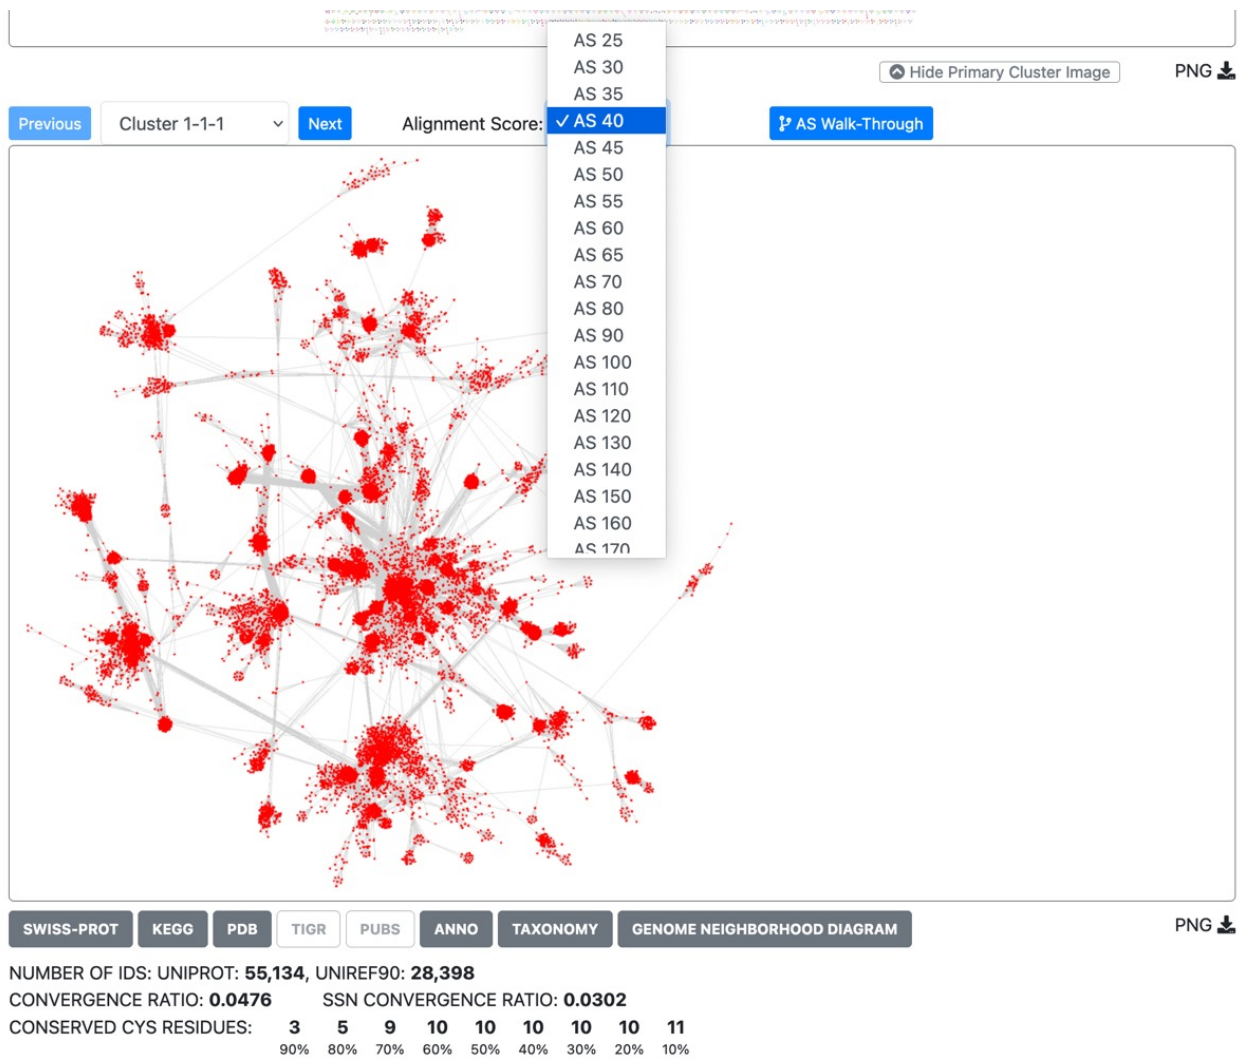 Hide Primary Cluster Image PNG
Previous Cluster 1-1-1 Next Alignment Score: ✓ AS 40 AS Walk-Through
AS 25
AS 30
AS 35
AS 45
AS 50
AS 55
AS 60
AS 65
AS 70
AS 80
AS 90
AS 100
AS 110
AS 120
AS 130
AS 140
AS 150
AS 160
AS 170
SWISS-PROT KEGG PDB TIGR PUBS ANNO TAXONOMY GENOME NEIGHBORHOOD DIAGRAM PNG
NUMBER OF IDS: UNIPROT: 55,134, UNIREF90: 28,398
CONVERGENCE RATIO: 0.0476 SSN CONVERGENCE RATIO: 0.0302
CONSERVED CYS RESIDUES: 3 5 9 10 10 10 10 10 11
90% 80% 70% 60% 50% 40% 30% 20% 10%